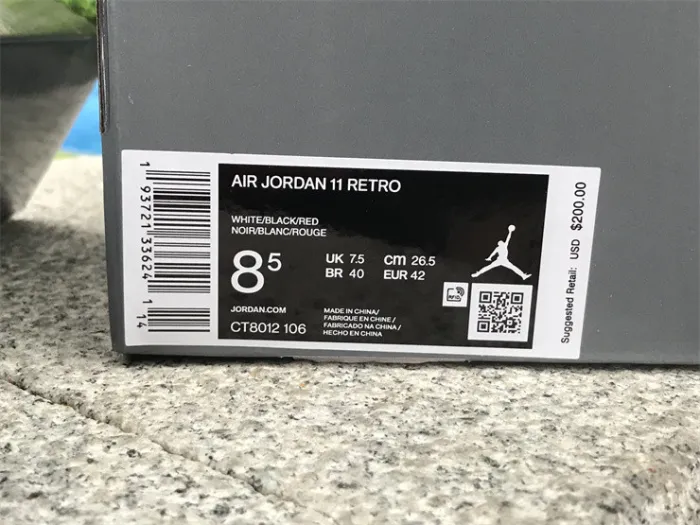 AIR JORDAN 11 RETRO
WHITE/BLACK/RED
NOIR/BLANC/ROUGE
8⁵
UK 7.5 cm 26.5
BR 40 EUR 42
JORDAN.COM
CT8012 106
MADE IN CHINA/
FABRIQUE EN CHINE /
FABRICADO NA CHINA /
HECHO EN CHINA
RFID
1 93721 33624 1 14
Suggested Retail: USD $200.00